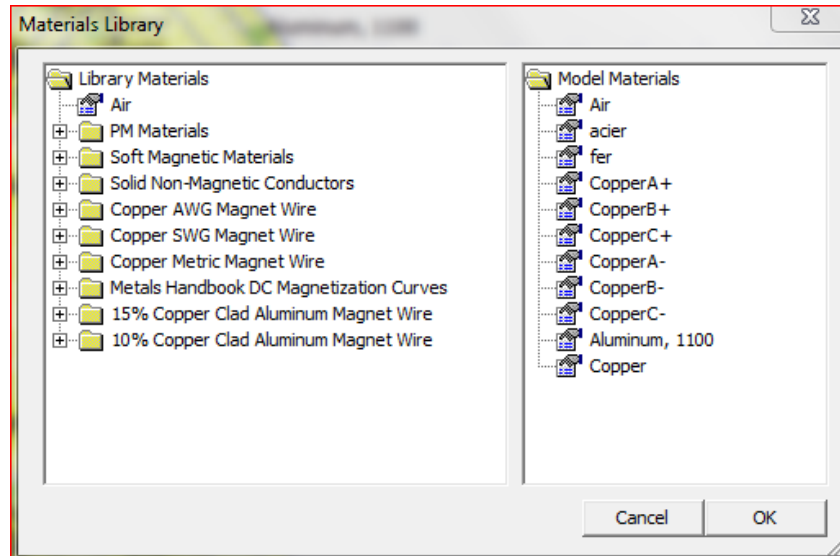 Materials Library
Aluminum, 1100
Library Materials
Air
PM Materials
Soft Magnetic Materials
Solid Non-Magnetic Conductors
Copper AWG Magnet Wire
Copper SWG Magnet Wire
Copper Metric Magnet Wire
Metals Handbook DC Magnetization Curves
15% Copper Clad Aluminum Magnet Wire
10% Copper Clad Aluminum Magnet Wire
Model Materials
Air
acier
fer
CopperA+
CopperB+
CopperC+
CopperA-
CopperB-
CopperC-
Aluminum, 1100
Copper
Cancel
OK